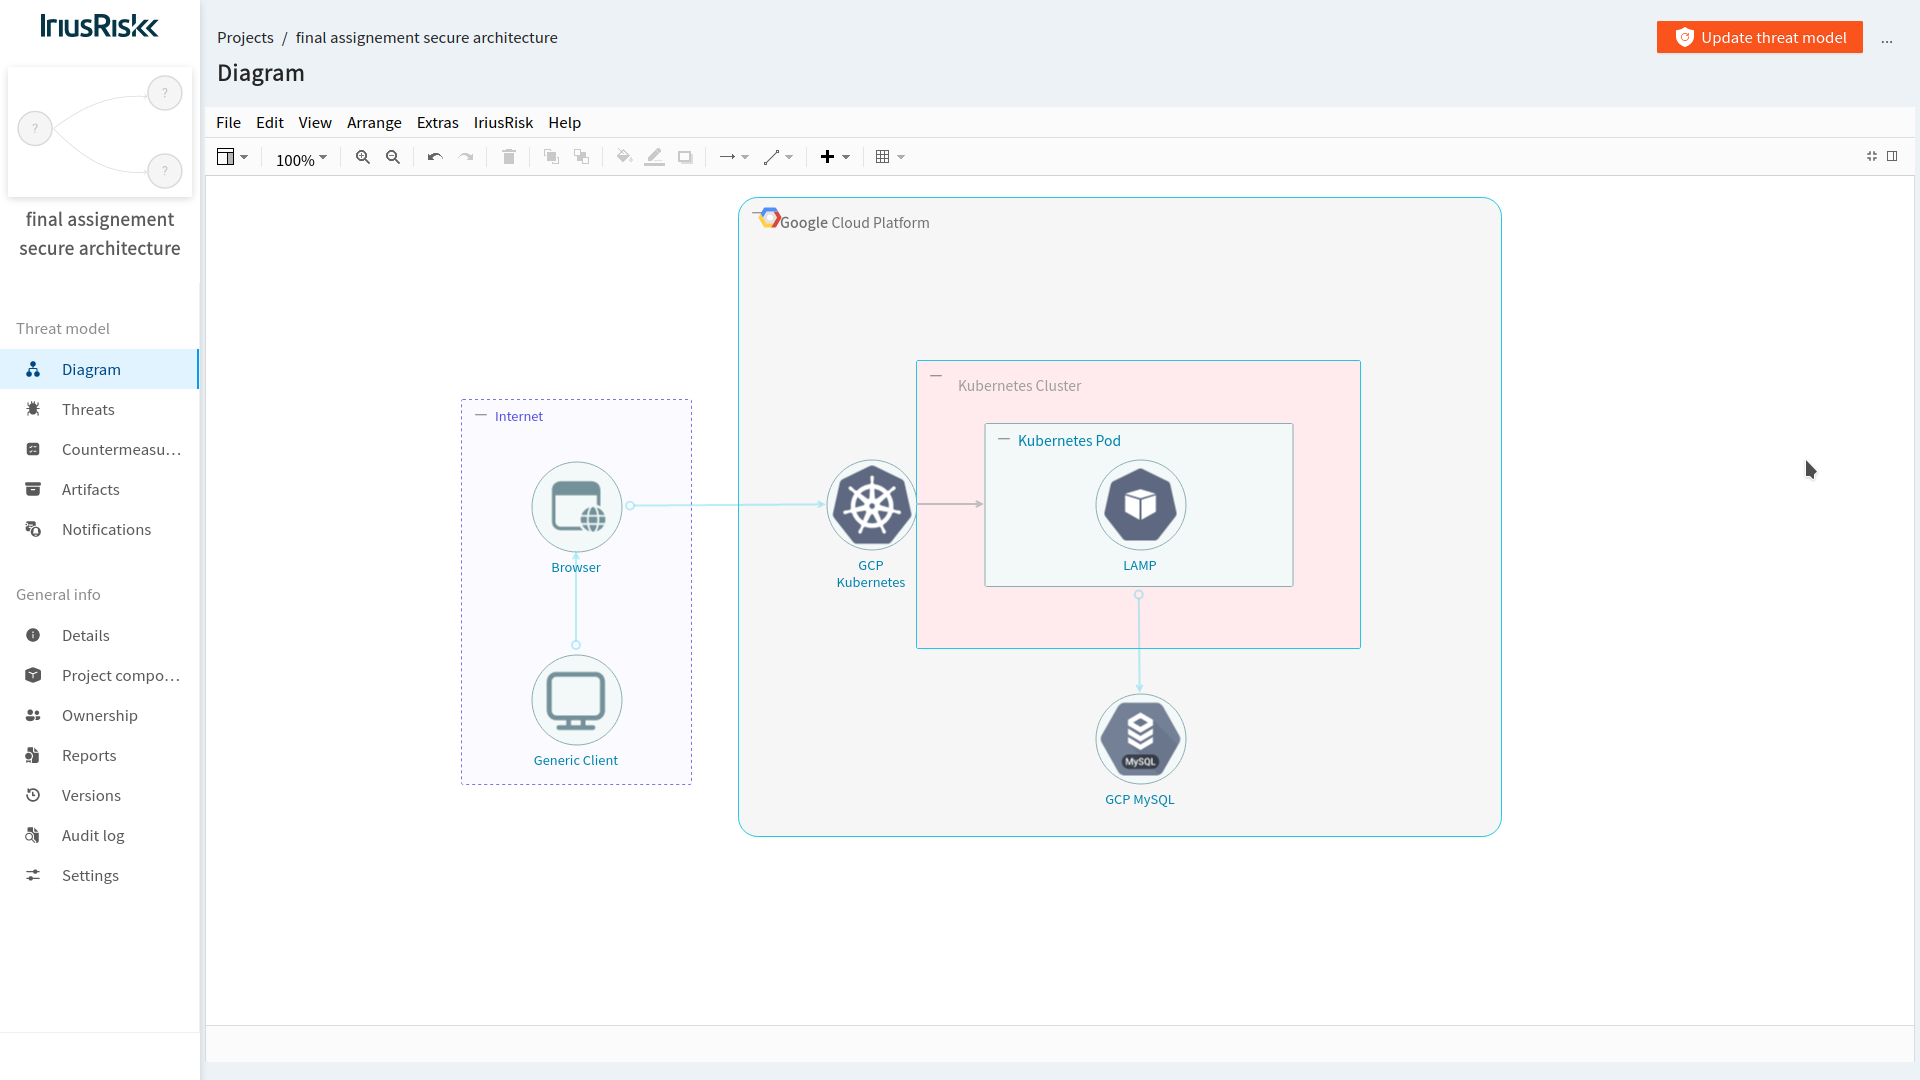 IriusRisk
Projects / final assignement secure architecture
Update threat model
...
Diagram
File Edit View Arrange Extras IriusRisk Help
100%
?
?
?
final assignement
secure architecture
Threat model
Diagram
Threats
Countermeasu...
Artifacts
Notifications
General info
Details
Project compo...
Ownership
Reports
Versions
Audit log
Settings
Google Cloud Platform
Kubernetes Cluster
Internet
Kubernetes Pod
Browser
GCP
Kubernetes
LAMP
Generic Client
MySQL
GCP MySQL